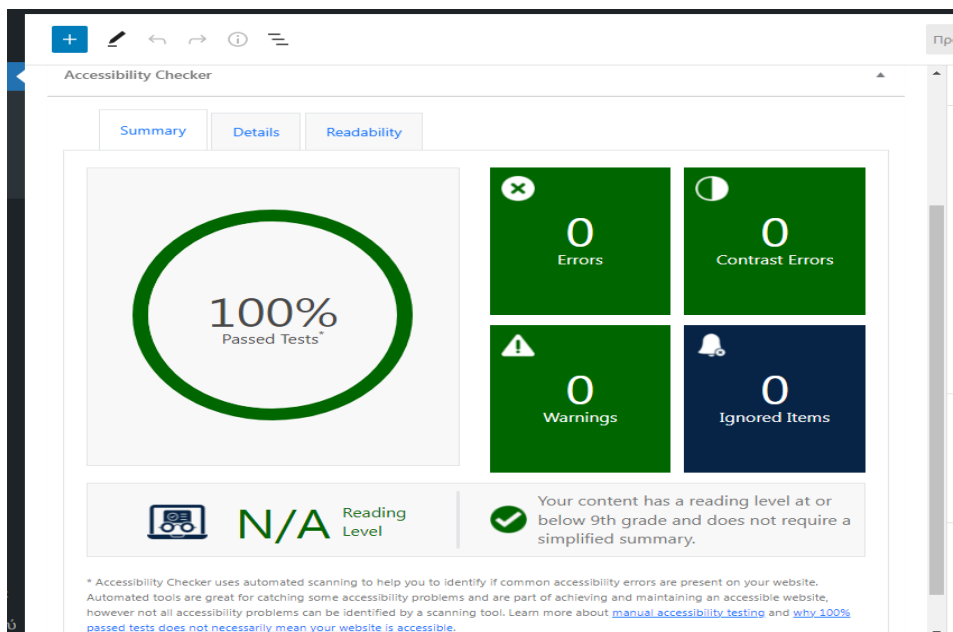 Accessibility Checker
Summary
Details
Readability
100%
Passed Tests*
0
Errors
0
Contrast Errors
0
Warnings
0
Ignored Items
N/A
Reading
Level
Your content has a reading level at or
below 9th grade and does not require a
simplified summary.
* Accessibility Checker uses automated scanning to help you to identify if common accessibility errors are present on your website.
Automated tools are great for catching some accessibility problems and are part of achieving and maintaining an accessible website,
however not all accessibility problems can be identified by a scanning tool. Learn more about manual accessibility testing and why 100%
passed tests does not necessarily mean your website is accessible.